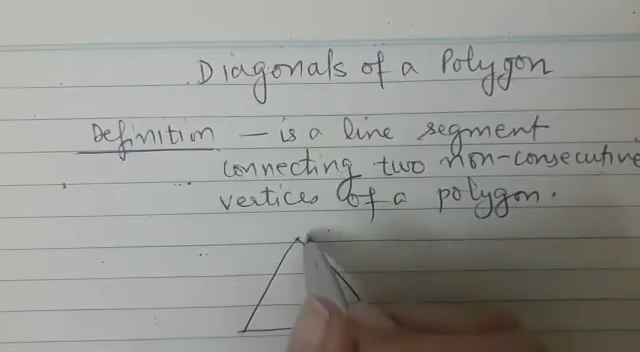 Diagonals of a Polygon
Definition — is a line segment
connecting two non-consecutive
vertices of a polygon.